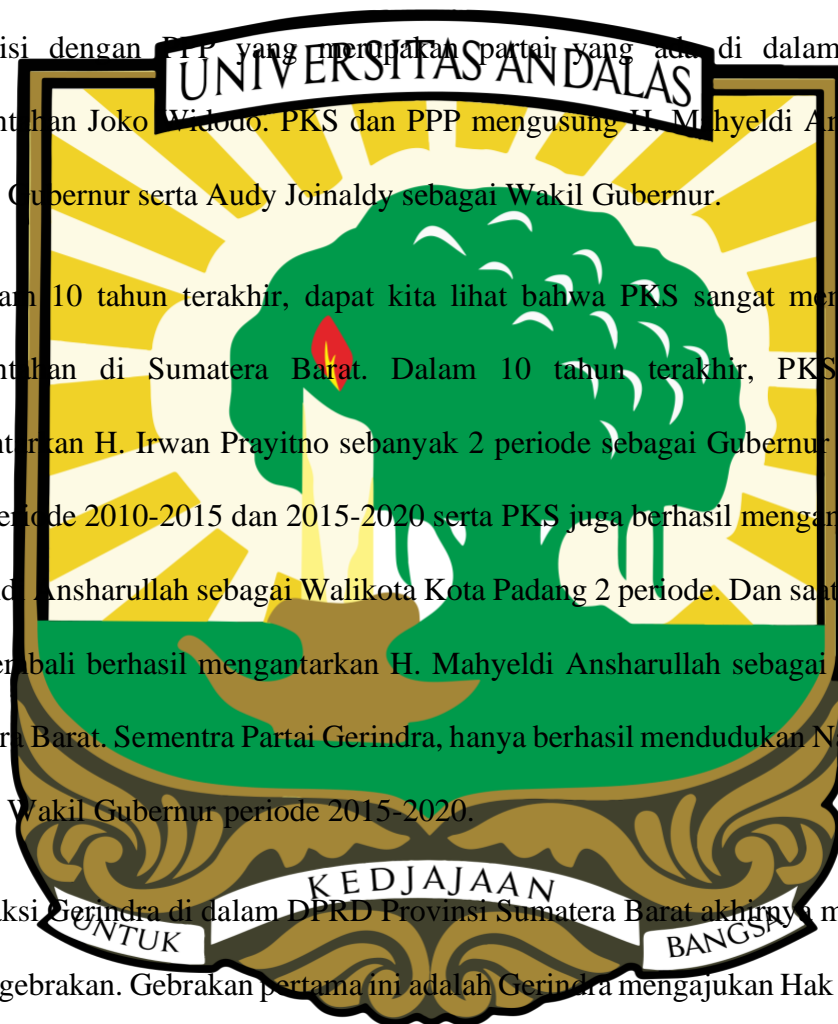 UNIVERSITAS ANDALAS
isi dengan PPP yang merupakan partai yang ada di dalam
ntahan Joko Widodo. PKS dan PPP mengusung H. Mahyeldi An
Gubernur serta Audy Joinaldy sebagai Wakil Gubernur.
am 10 tahun terakhir, dapat kita lihat bahwa PKS sangat men
ntahan di Sumatera Barat. Dalam 10 tahun terakhir, PKS
ntarkan H. Irwan Prayitno sebanyak 2 periode sebagai Gubernur
eriode 2010-2015 dan 2015-2020 serta PKS juga berhasil mengan
di Ansharullah sebagai Walikota Kota Padang 2 periode. Dan saat
embali berhasil mengantarkan H. Mahyeldi Ansharullah sebagai
ra Barat. Sementra Partai Gerindra, hanya berhasil mendudukan N
Wakil Gubernur periode 2015-2020.
aksi Gerindra di dalam DPRD Provinsi Sumatera Barat akhirnya m
gebrakan. Gebrakan pertama ini adalah Gerindra mengajukan Hak
UNTUK KEDJAJAAN BANGSA